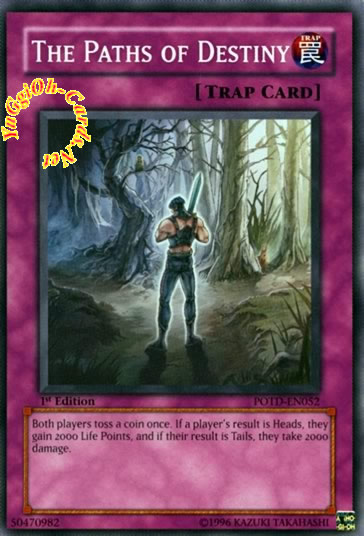 THE PATHS OF DESTINY
TRAP
罠
[TRAP CARD]
YuGgiOh-Cards.Net
1st Edition
POTD-EN052
Both players toss a coin once. If a player's result is Heads, they
gain 2000 Life Points, and if their result is Tails, they take 2000
damage.
50470982
©1996 KAZUKI TAKAHASHI